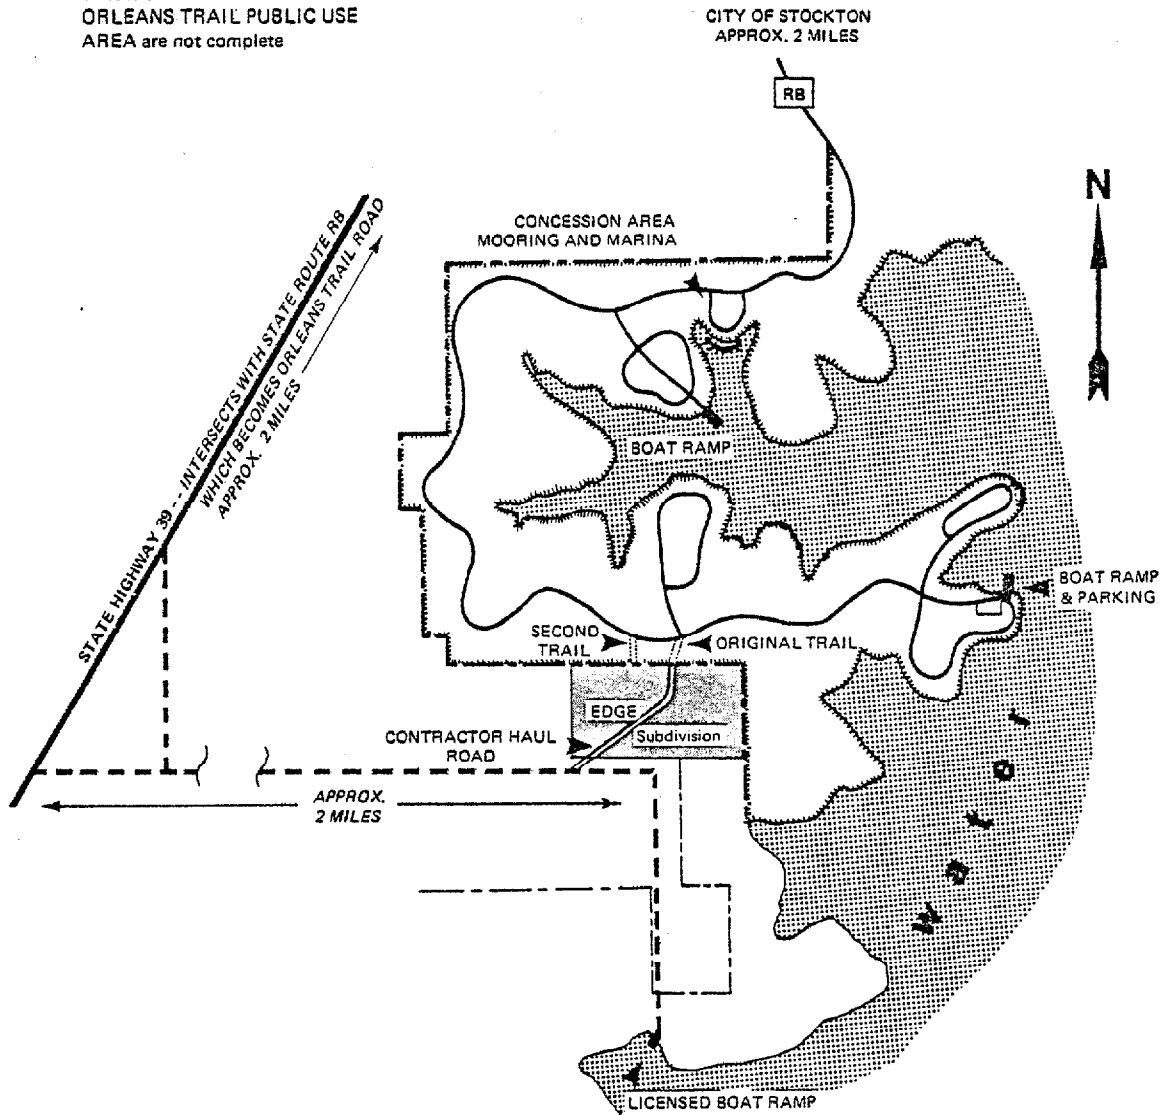 ORLEANS TRAIL PUBLIC USE
AREA are not complete
CITY OF STOCKTON
APPROX. 2 MILES
RB
N
CONCESSION AREA
MOORING AND MARINA
STATE HIGHWAY 39 -- INTERSECTS WITH STATE ROUTE RB
WHICH BECOMES ORLEANS TRAIL ROAD
APPROX. 2 MILES
BOAT RAMP
BOAT RAMP
& PARKING
SECOND
TRAIL
ORIGINAL TRAIL
EDGE
Subdivision
CONTRACTOR HAUL
ROAD
APPROX.
2 MILES
Water
LICENSED BOAT RAMP